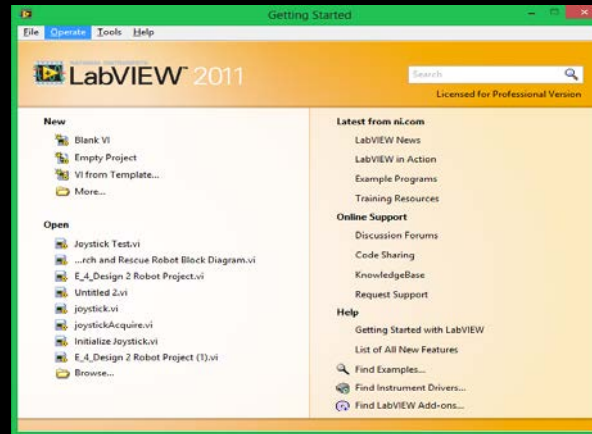 Getting Started
File Operate Tools Help
NATIONAL INSTRUMENTS
LabVIEW™ 2011
Search
Licensed for Professional Version
New
Blank VI
Empty Project
VI from Template...
More...
Open
Joystick Test.vi
...rch and Rescue Robot Block Diagram.vi
E_4_Design 2 Robot Project.vi
Untitled 2.vi
joystick.vi
joystickAcquire.vi
Initialize Joystick.vi
E_4_Design 2 Robot Project (1).vi
Browse...
Latest from ni.com
LabVIEW News
LabVIEW in Action
Example Programs
Training Resources
Online Support
Discussion Forums
Code Sharing
KnowledgeBase
Request Support
Help
Getting Started with LabVIEW
List of All New Features
Find Examples...
Find Instrument Drivers...
Find LabVIEW Add-ons...